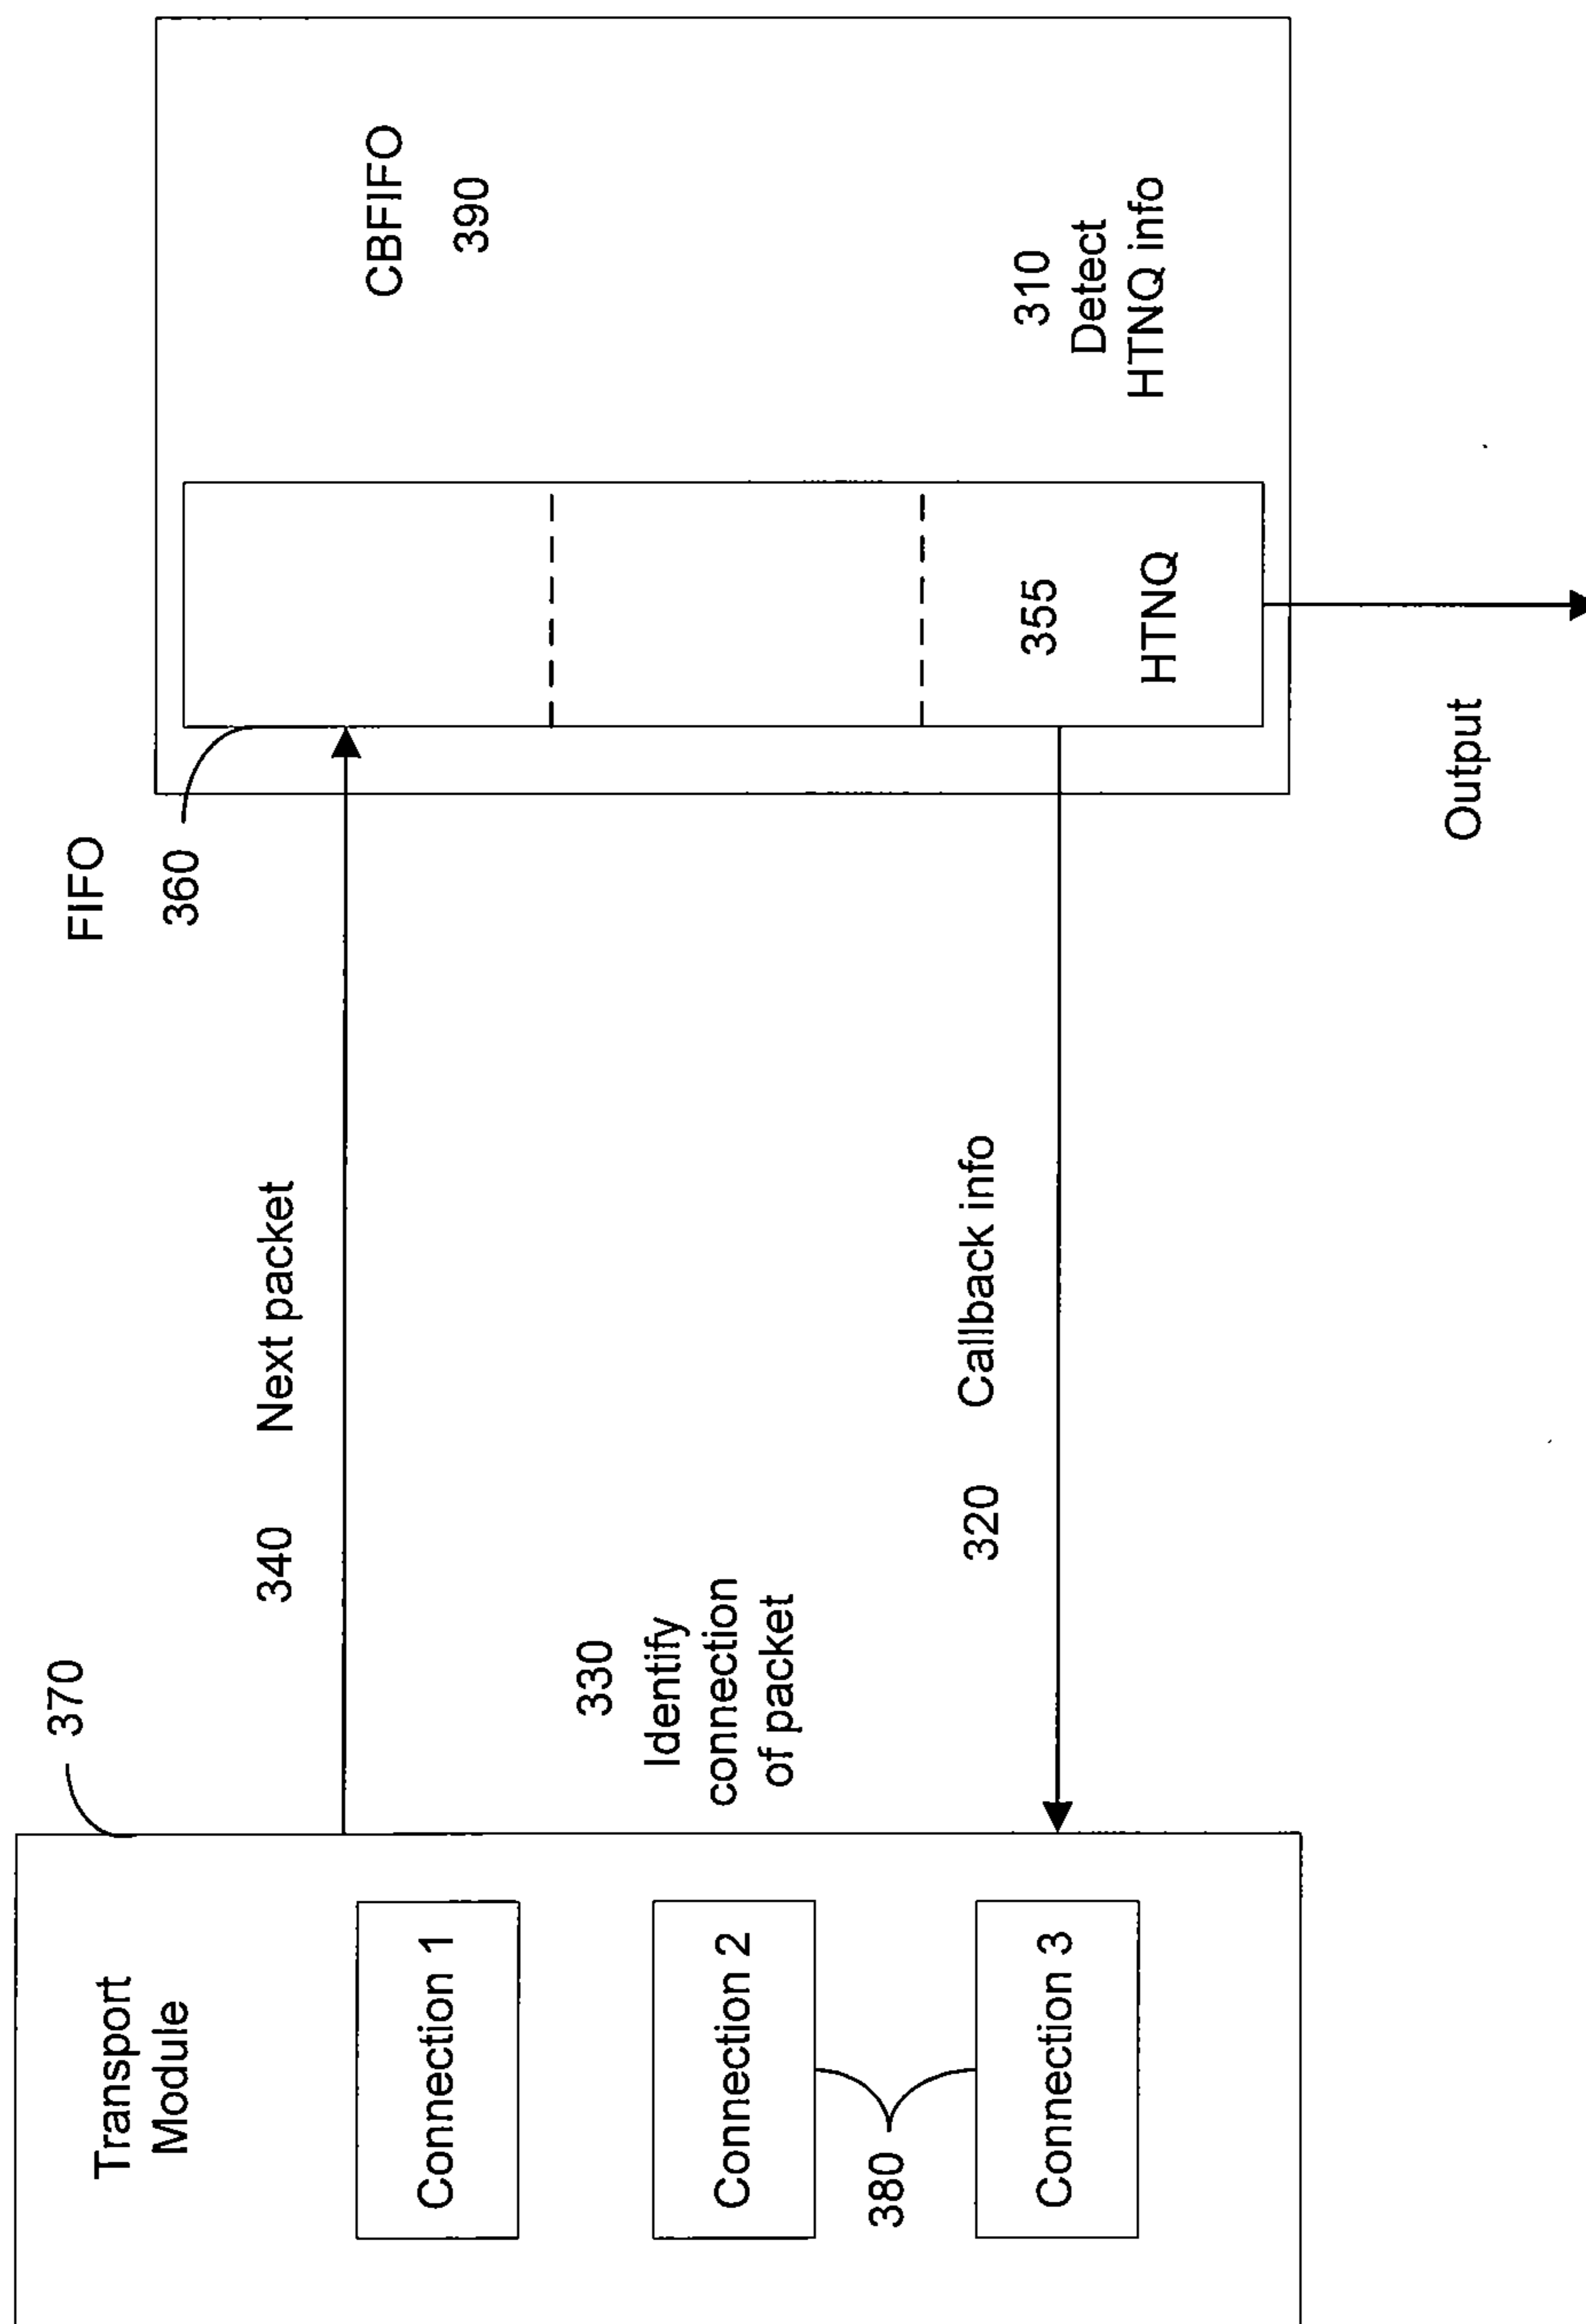 Transport
Module
370
Connection 1
Connection 2
380
Connection 3
340 Next packet
330
Identify
connection
of packet
320 Callback info
FIFO
360
CBFIFO
390
355
HTNQ
310
Detect
HTNQ info
Output